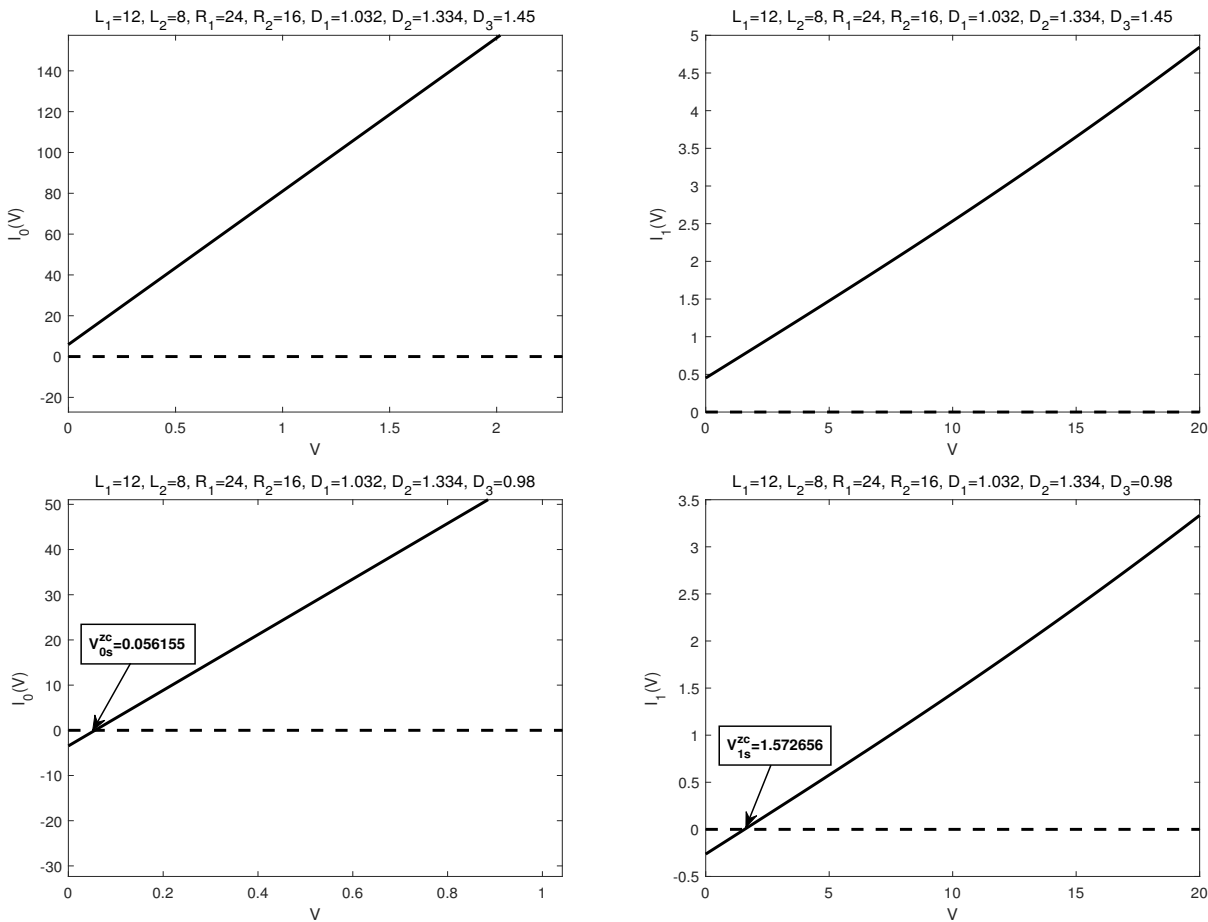 L₁=12, L₂=8, R₁=24, R₂=16, D₁=1.032, D₂=1.334, D₃=1.45
140
120
100
80
60
40
20
0
-20
I₀(V)
0 0.5 1 1.5 2
V
L₁=12, L₂=8, R₁=24, R₂=16, D₁=1.032, D₂=1.334, D₃=1.45
5
4.5
4
3.5
3
2.5
2
1.5
1
0.5
0
I₁(V)
0 5 10 15 20
V
L₁=12, L₂=8, R₁=24, R₂=16, D₁=1.032, D₂=1.334, D₃=0.98
50
40
30
20
10
0
-10
-20
-30
I₀(V)
V₀ₛᶻᶜ=0.056155
0 0.2 0.4 0.6 0.8 1
V
L₁=12, L₂=8, R₁=24, R₂=16, D₁=1.032, D₂=1.334, D₃=0.98
3.5
3
2.5
2
1.5
1
0.5
0
-0.5
I₁(V)
V₁ₛᶻᶜ=1.572656
0 5 10 15 20
V